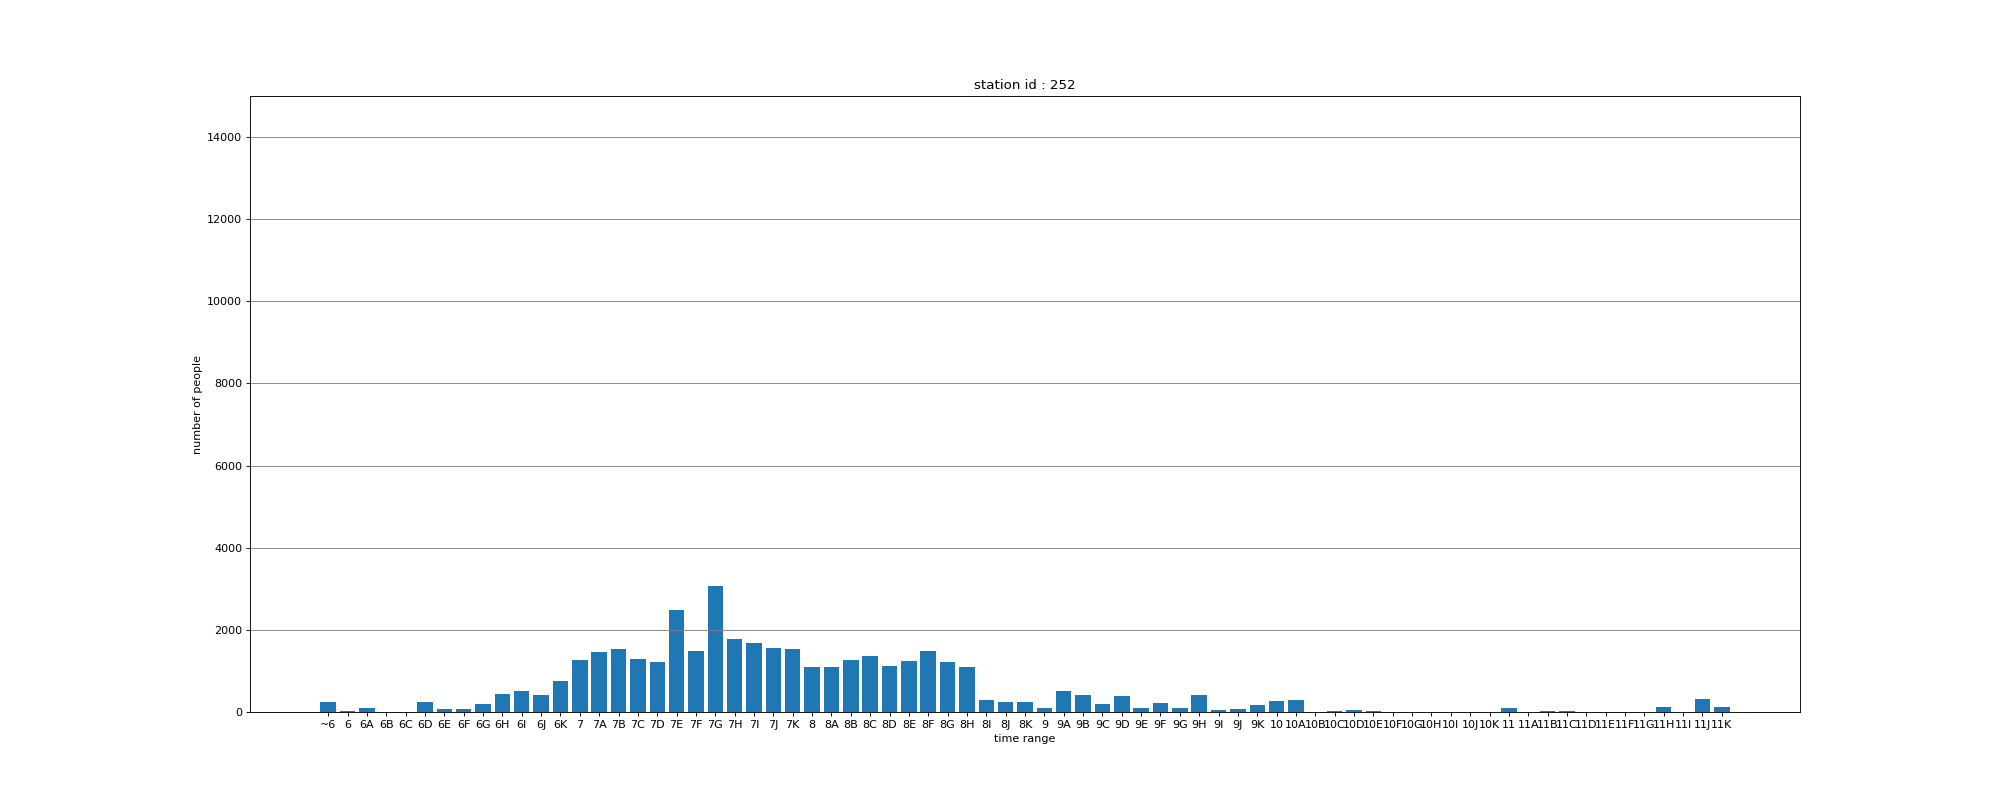 station id : 252
14000
12000
10000
8000
6000
4000
2000
0
number of people
~6 6 6A 6B 6C 6D 6E 6F 6G 6H 6I 6J 6K 7 7A 7B 7C 7D 7E 7F 7G 7H 7I 7J 7K 8 8A 8B 8C 8D 8E 8F 8G 8H 8I 8J 8K 9 9A 9B 9C 9D 9E 9F 9G 9H 9I 9J 9K 10 10A 10B 10C 10D 10E 10F 10G 10H 10I 10J 10K 11 11A 11B 11C 11D 11E 11F 11G 11H 11I 11J 11K
time range